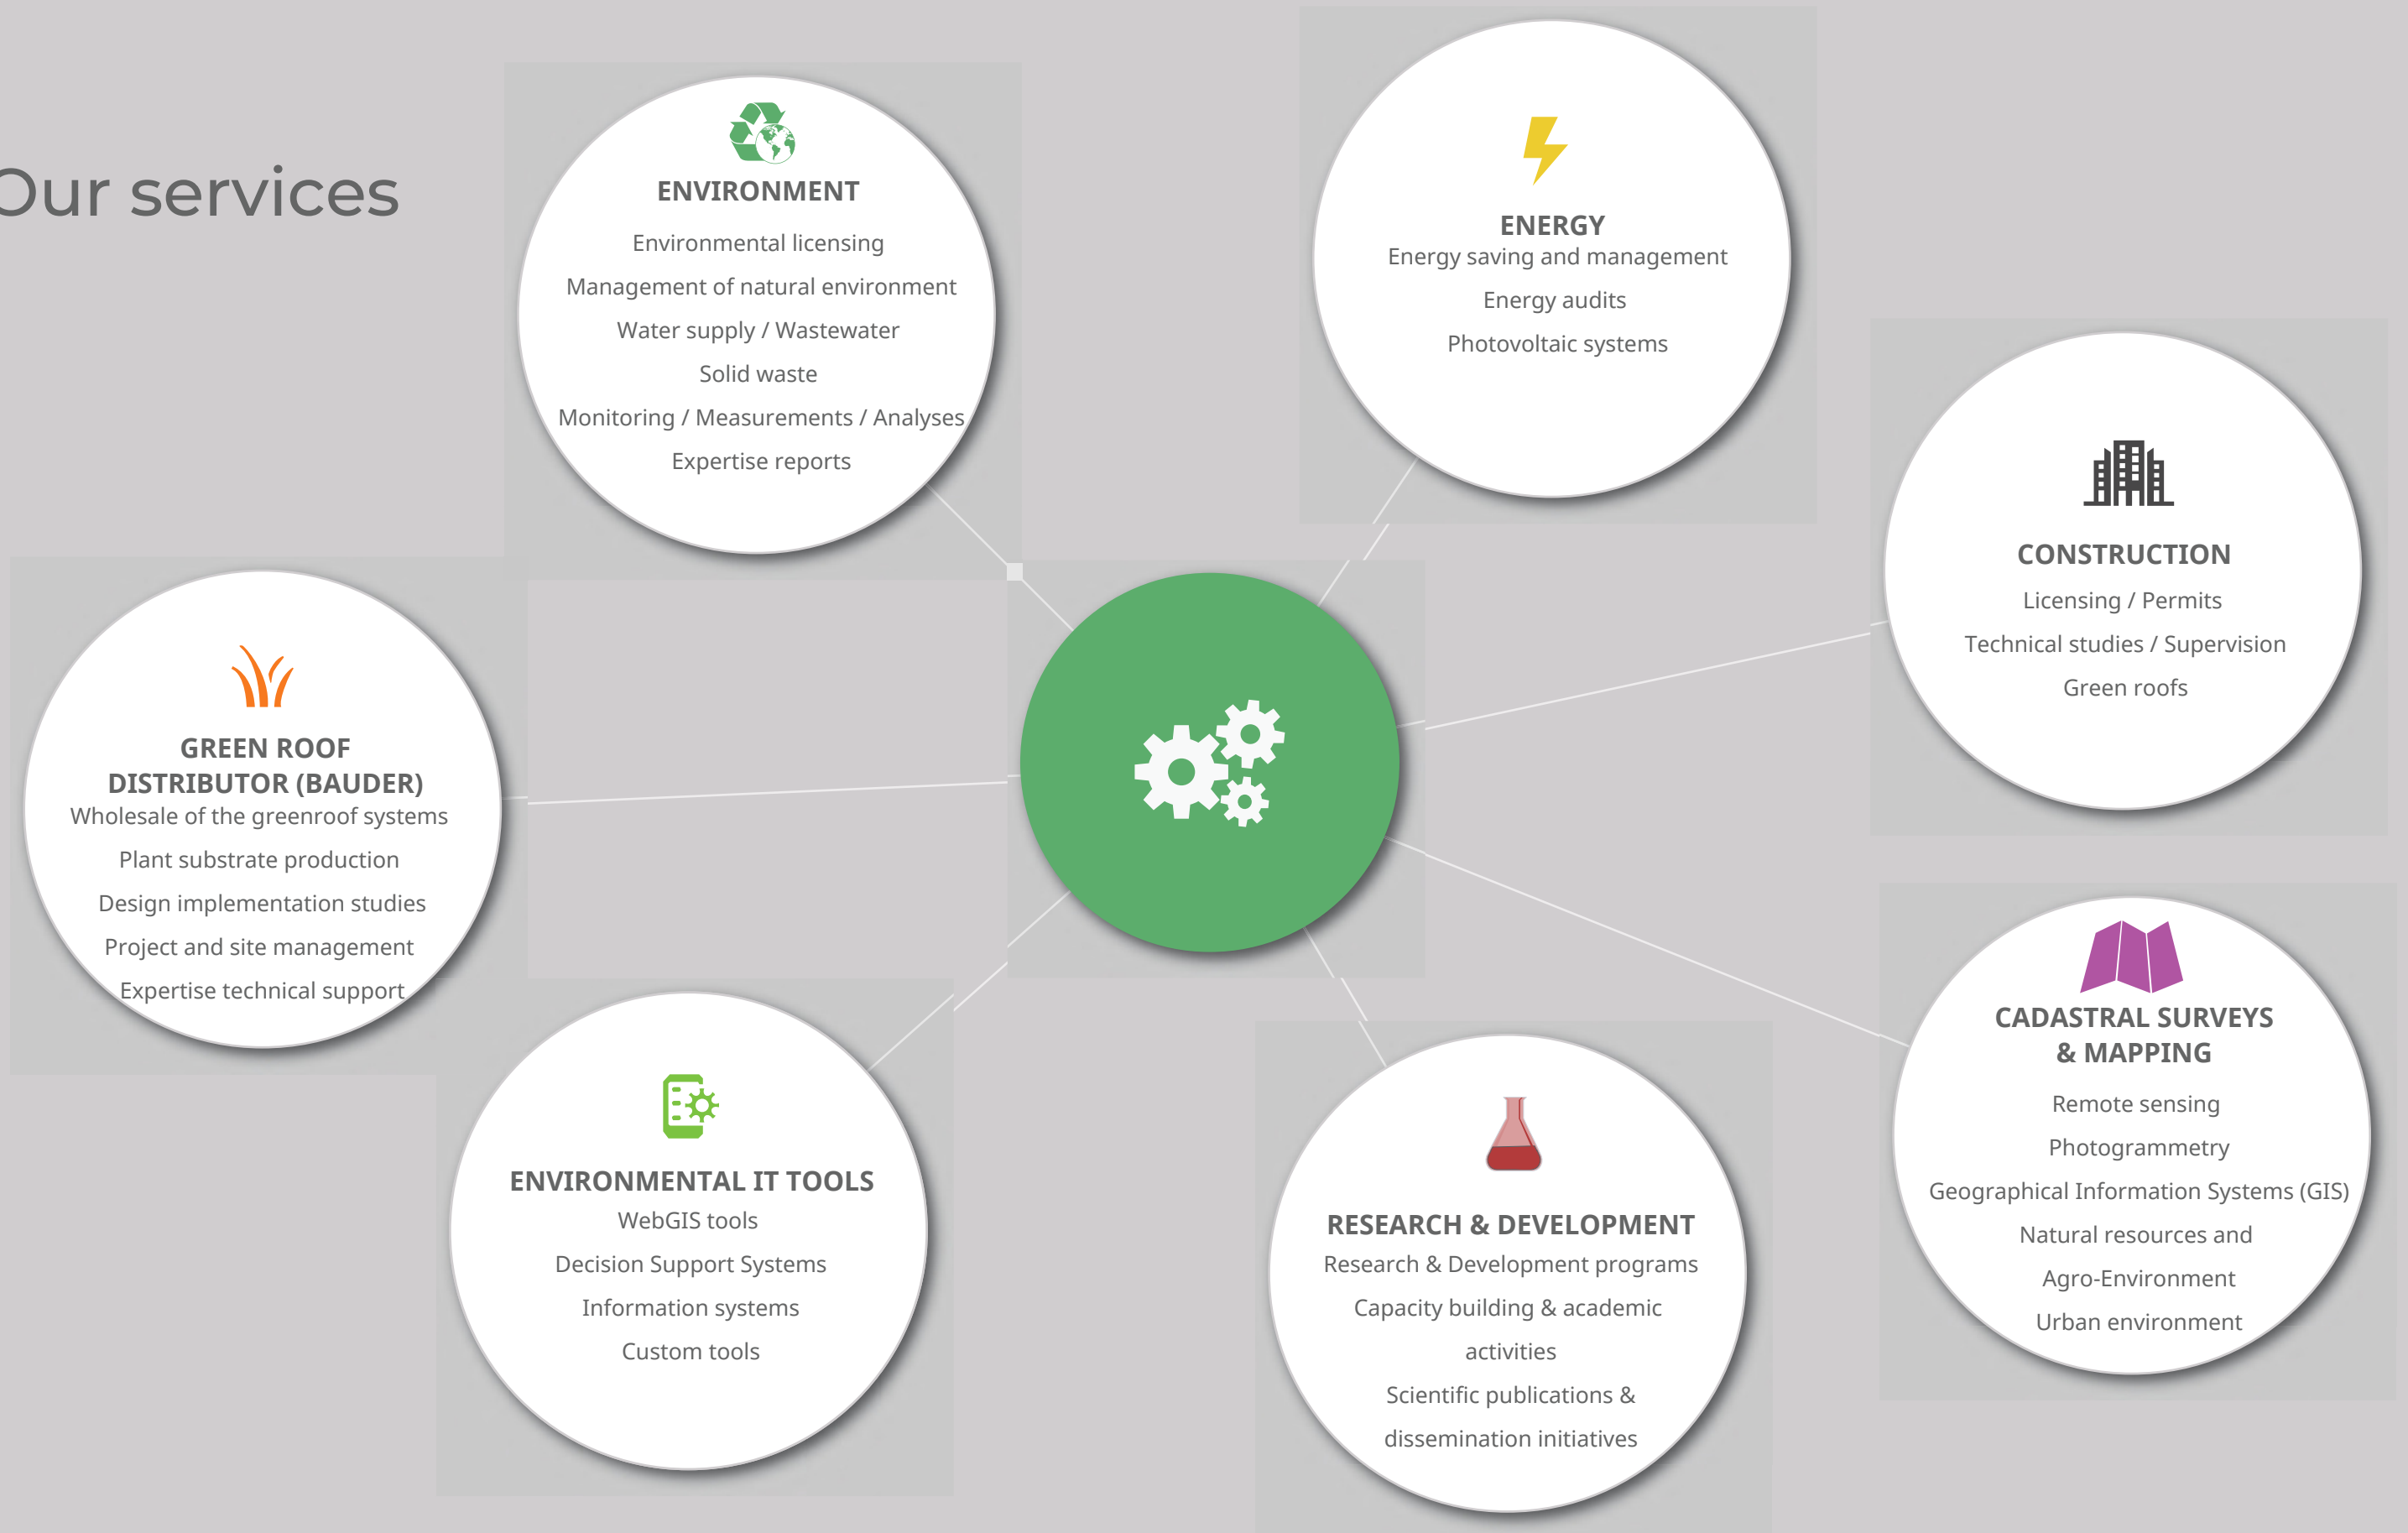 Our services
ENVIRONMENT
Environmental licensing
Management of natural environment
Water supply / Wastewater
Solid waste
Monitoring / Measurements / Analyses
Expertise reports
ENERGY
Energy saving and management
Energy audits
Photovoltaic systems
CONSTRUCTION
Licensing / Permits
Technical studies / Supervision
Green roofs
GREEN ROOF
DISTRIBUTOR (BAUDER)
Wholesale of the greenroof systems
Plant substrate production
Design implementation studies
Project and site management
Expertise technical support
CADASTRAL SURVEYS
& MAPPING
Remote sensing
Photogrammetry
Geographical Information Systems (GIS)
Natural resources and
Agro-Environment
Urban environment
ENVIRONMENTAL IT TOOLS
WebGIS tools
Decision Support Systems
Information systems
Custom tools
RESEARCH & DEVELOPMENT
Research & Development programs
Capacity building & academic
activities
Scientific publications &
dissemination initiatives